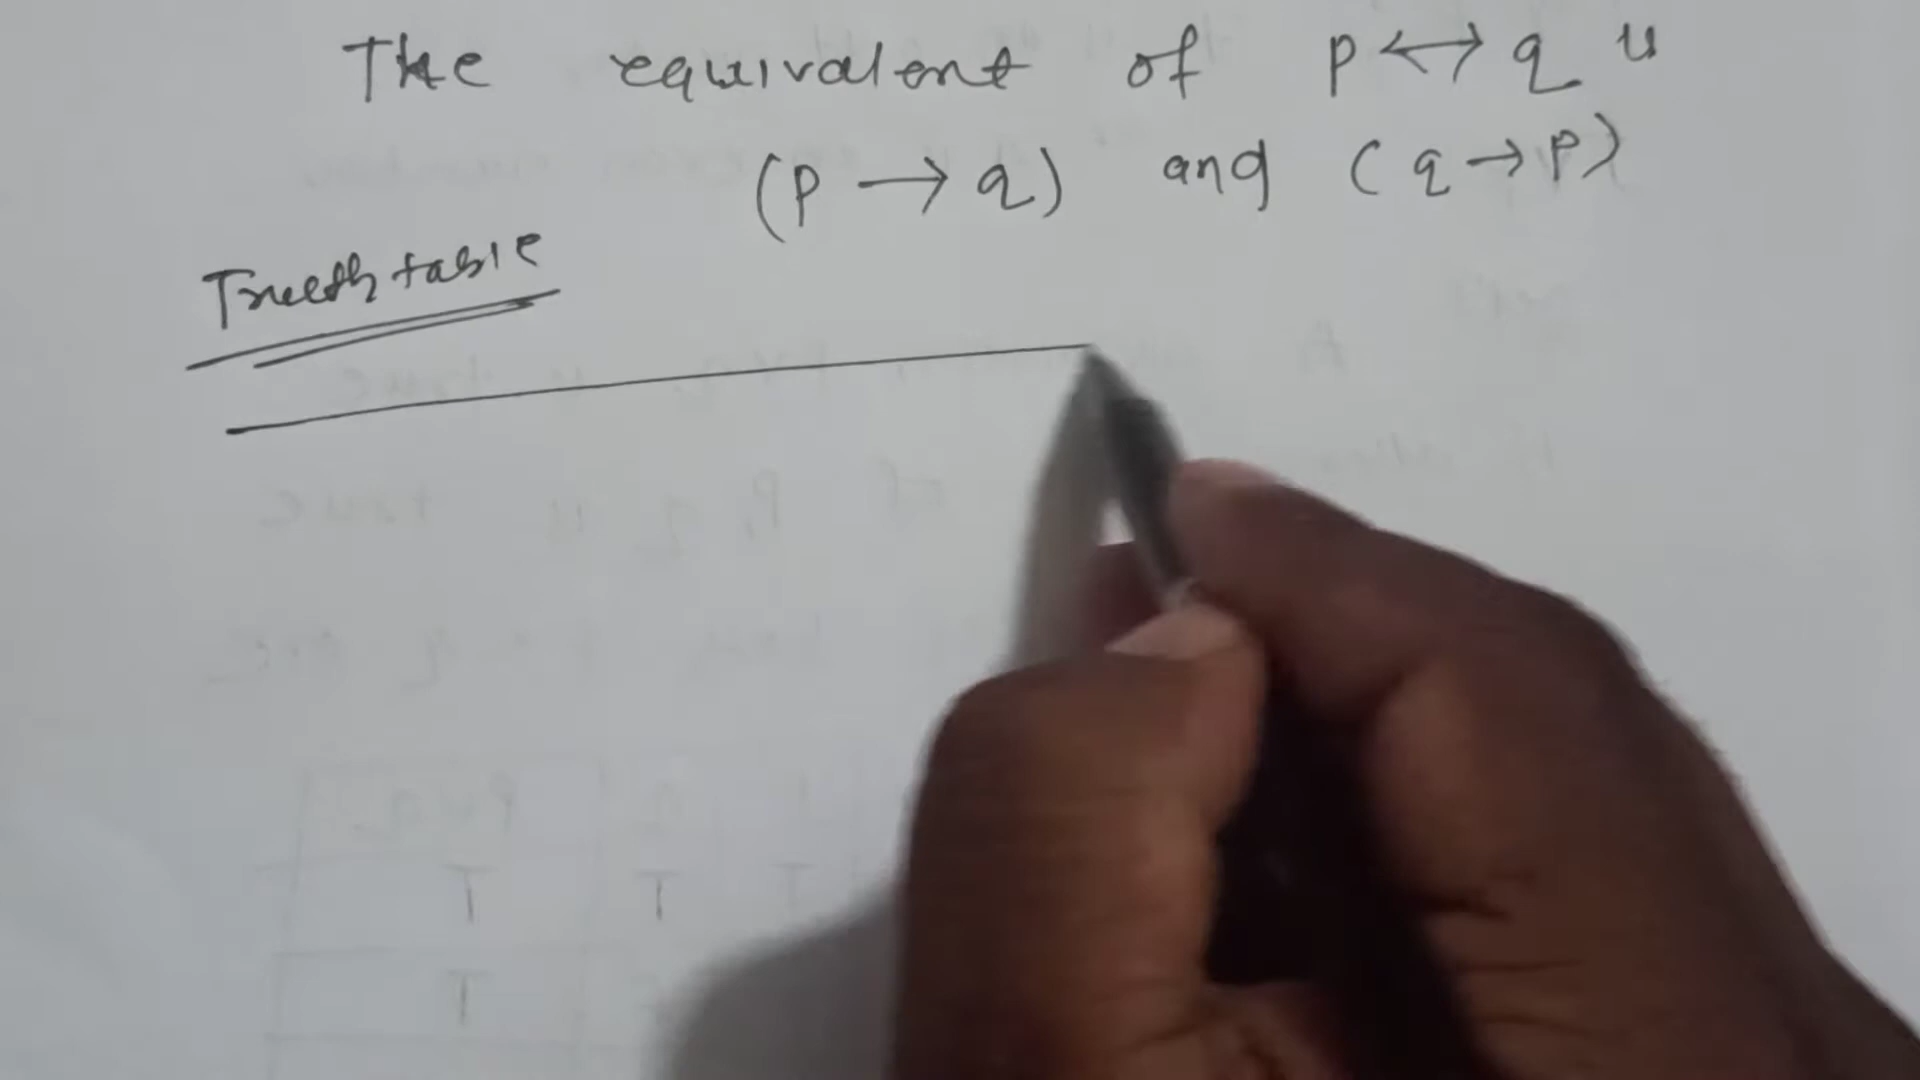 The equivalent of p ↔ q is
(p → q) and (q → p)
Truth table